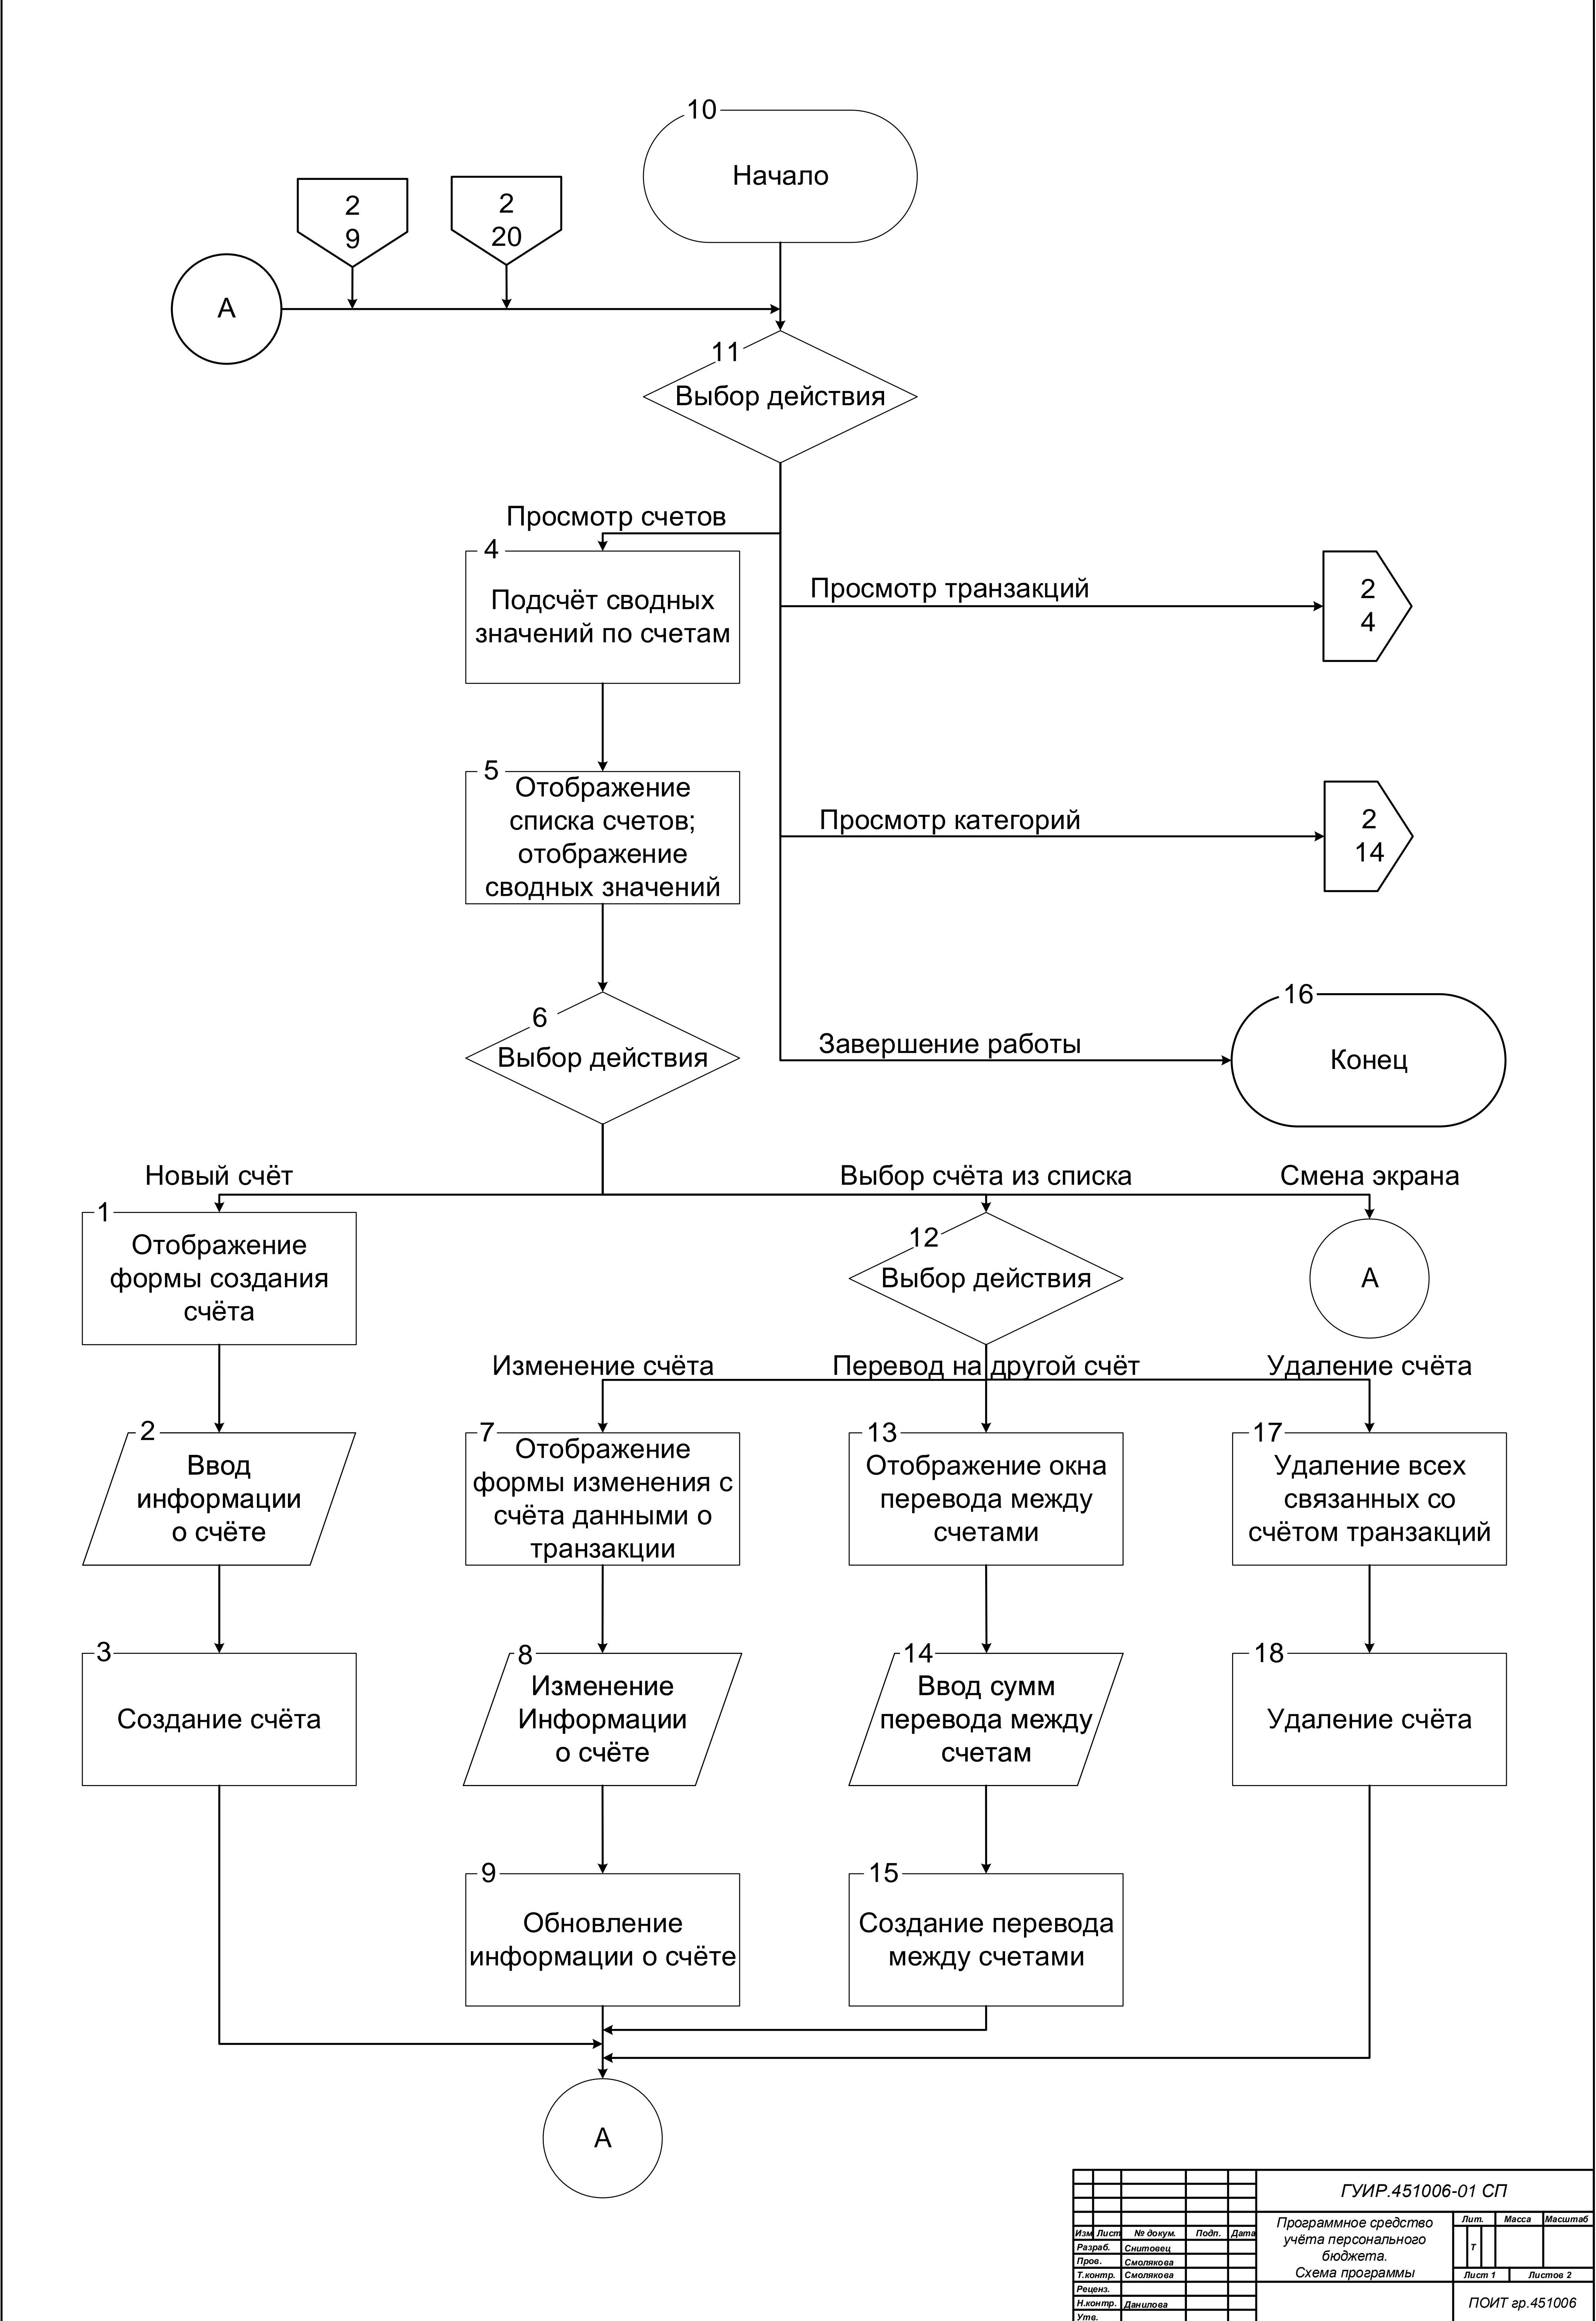 10
Начало
2
9
2
20
А
11
Выбор действия
Просмотр счетов
4
Подсчёт сводных
значений по счетам
Просмотр транзакций
2
4
5
Отображение
списка счетов;
отображение
сводных значений
Просмотр категорий
2
14
6
Выбор действия
Завершение работы
16
Конец
Новый счёт
Выбор счёта из списка
Смена экрана
1
Отображение
формы создания
счёта
12
Выбор действия
А
Изменение счёта
Перевод на другой счёт
Удаление счёта
2
Ввод
информации
о счёте
7
Отображение
формы изменения с
счёта данными о
транзакции
13
Отображение окна
перевода между
счетами
17
Удаление всех
связанных со
счётом транзакций
3
Создание счёта
8
Изменение
Информации
о счёте
14
Ввод сумм
перевода между
счетам
18
Удаление счёта
9
Обновление
информации о счёте
15
Создание перевода
между счетами
А
ГУИР.451006-01 СП
Изм Лист № докум. Подп. Дата
Разраб. Снитовец
Пров. Смолякова
Т.контр. Смолякова
Реценз.
Н.контр. Данилова
Утв.
Программное средство
учёта персонального
бюджета.
Схема программы
Лит. Масса Масштаб
Т
Лист 1 Листов 2
ПОИТ гр.451006